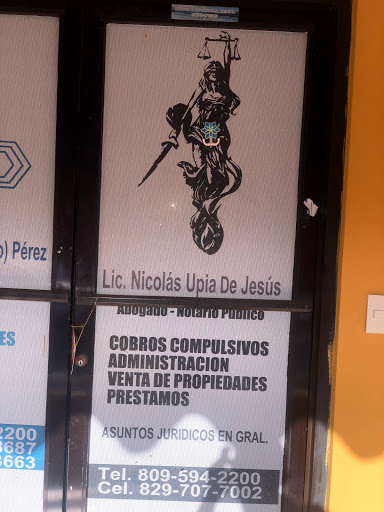 Lic. Nicolás Upia De Jesús
Abogado - Notario Público
COBROS COMPULSIVOS
ADMINISTRACION
VENTA DE PROPIEDADES
PRESTAMOS
ASUNTOS JURIDICOS EN GRAL.
Tel. 809-594-2200
Cel. 829-707-7002
) Pérez
ES
2200
3687
3663